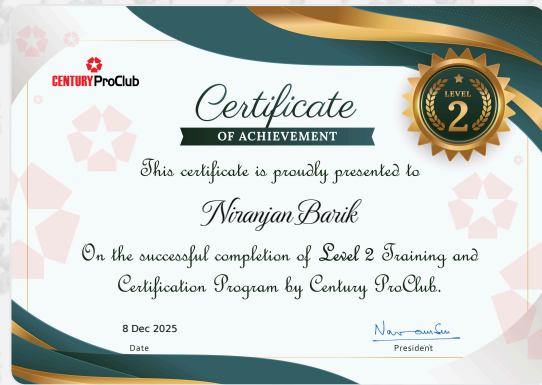 CENTURY ProClub
LEVEL
2
Certificate
OF ACHIEVEMENT
This certificate is proudly presented to
Niranjan Barik
On the successful completion of Level 2 Training and
Certification Program by Century ProClub.
8 Dec 2025
Date
President